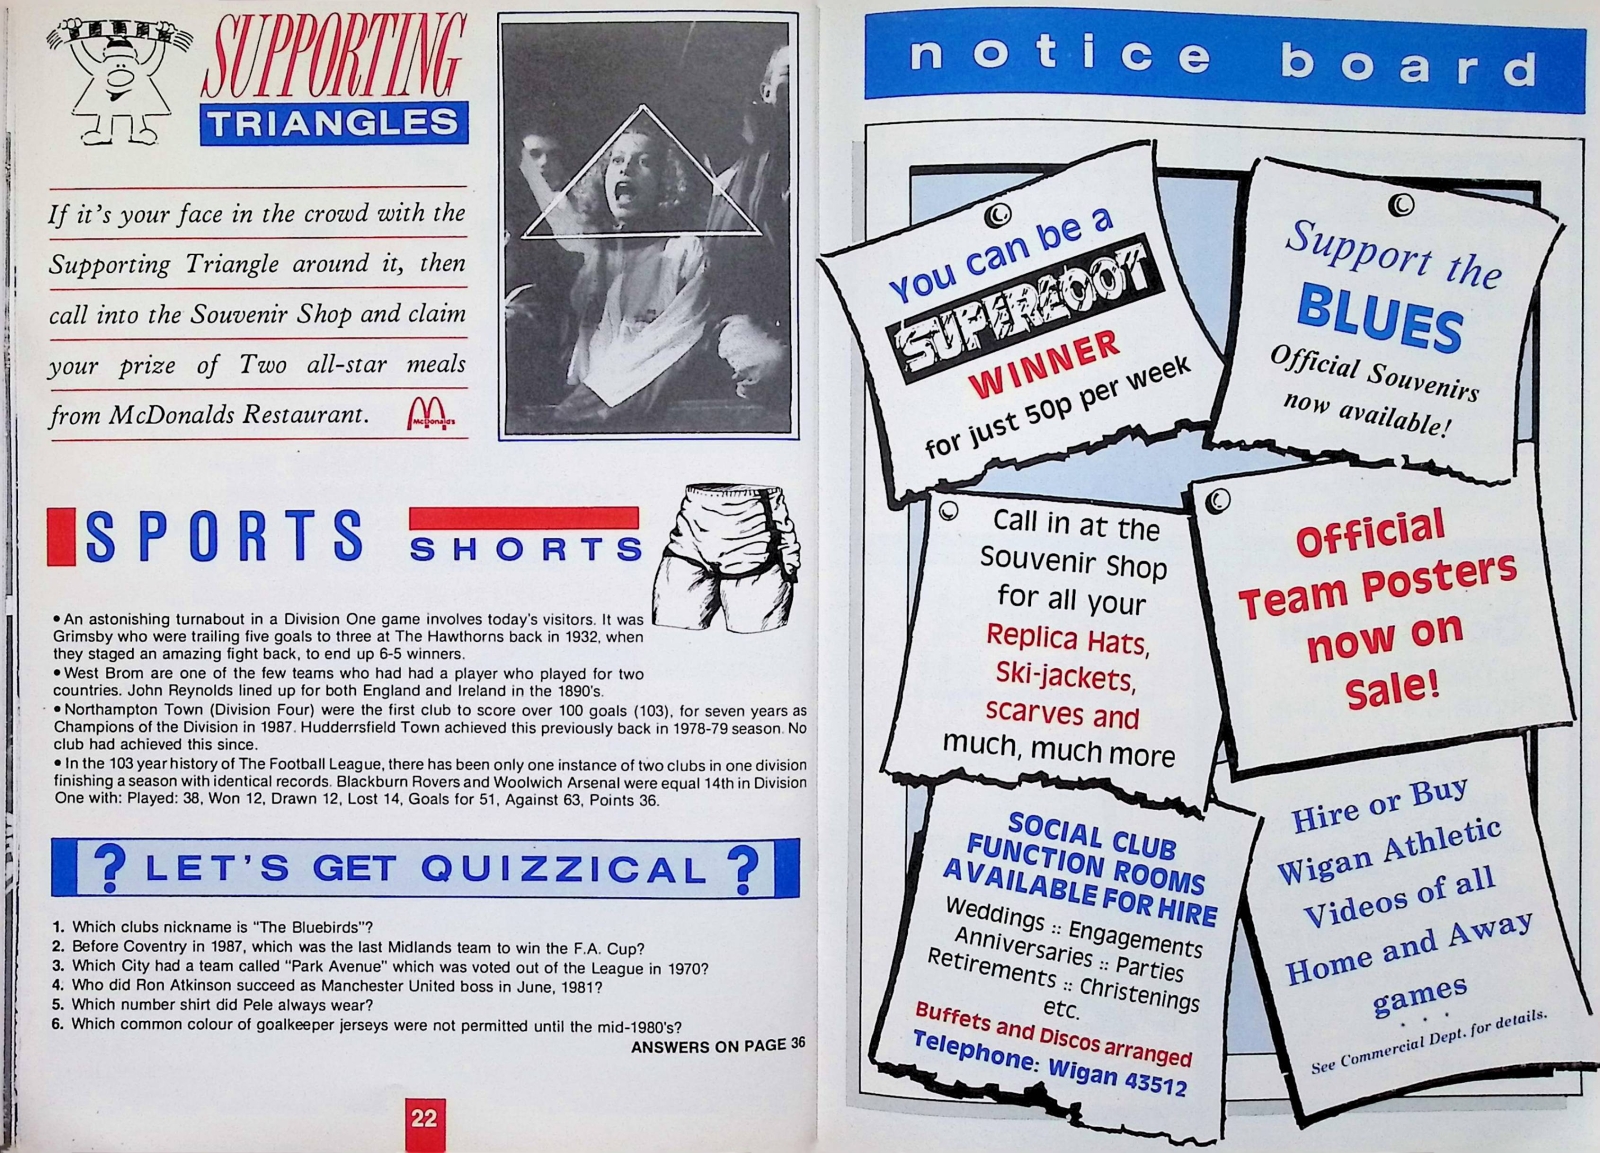 SUPPORTING
TRIANGLES
If it's your face in the crowd with the
Supporting Triangle around it, then
call into the Souvenir Shop and claim
your prize of Two all-star meals
from McDonalds Restaurant.
McDonald's
SPORTS SHORTS
• An astonishing turnabout in a Division One game involves today's visitors. It was
Grimsby who were trailing five goals to three at The Hawthorns back in 1932, when
they staged an amazing fight back, to end up 6-5 winners.
• West Brom are one of the few teams who had had a player who played for two
countries. John Reynolds lined up for both England and Ireland in the 1890's.
• Northampton Town (Division Four) were the first club to score over 100 goals (103), for seven years as
Champions of the Division in 1987. Hudderrsfield Town achieved this previously back in 1978-79 season. No
club had achieved this since.
• In the 103 year history of The Football League, there has been only one instance of two clubs in one division
finishing a season with identical records. Blackburn Rovers and Woolwich Arsenal were equal 14th in Division
One with: Played: 38, Won 12, Drawn 12, Lost 14, Goals for 51, Against 63, Points 36.
? LET'S GET QUIZZICAL ?
1. Which clubs nickname is "The Bluebirds"?
2. Before Coventry in 1987, which was the last Midlands team to win the F.A. Cup?
3. Which City had a team called "Park Avenue" which was voted out of the League in 1970?
4. Who did Ron Atkinson succeed as Manchester United boss in June, 1981?
5. Which number shirt did Pele always wear?
6. Which common colour of goalkeeper jerseys were not permitted until the mid-1980's?
ANSWERS ON PAGE 36
22
notice board
You can be a
SUPERLOOT
WINNER
for just 50p per week
Support the
BLUES
Official Souvenirs
now available!
Call in at the
Souvenir Shop
for all your
Replica Hats,
Ski-jackets,
scarves and
much, much more
Official
Team Posters
now on
Sale!
SOCIAL CLUB
FUNCTION ROOMS
AVAILABLE FOR HIRE
Weddings :: Engagements
Anniversaries :: Parties
Retirements :: Christenings
etc.
Buffets and Discos arranged
Telephone: Wigan 43512
Hire or Buy
Wigan Athletic
Videos of all
Home and Away
games
. . .
See Commercial Dept. for details.